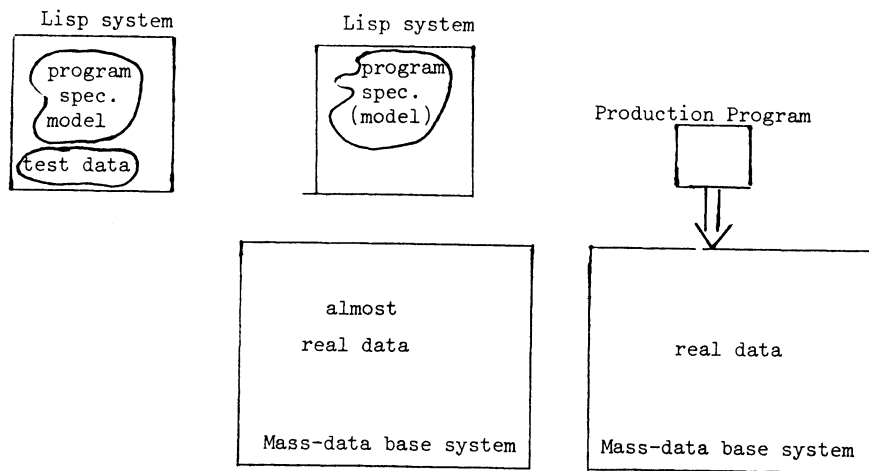 Lisp system
program
spec.
model
test data
Lisp system
program
spec.
(model)
Production Program
almost
real data
Mass-data base system
real data
Mass-data base system